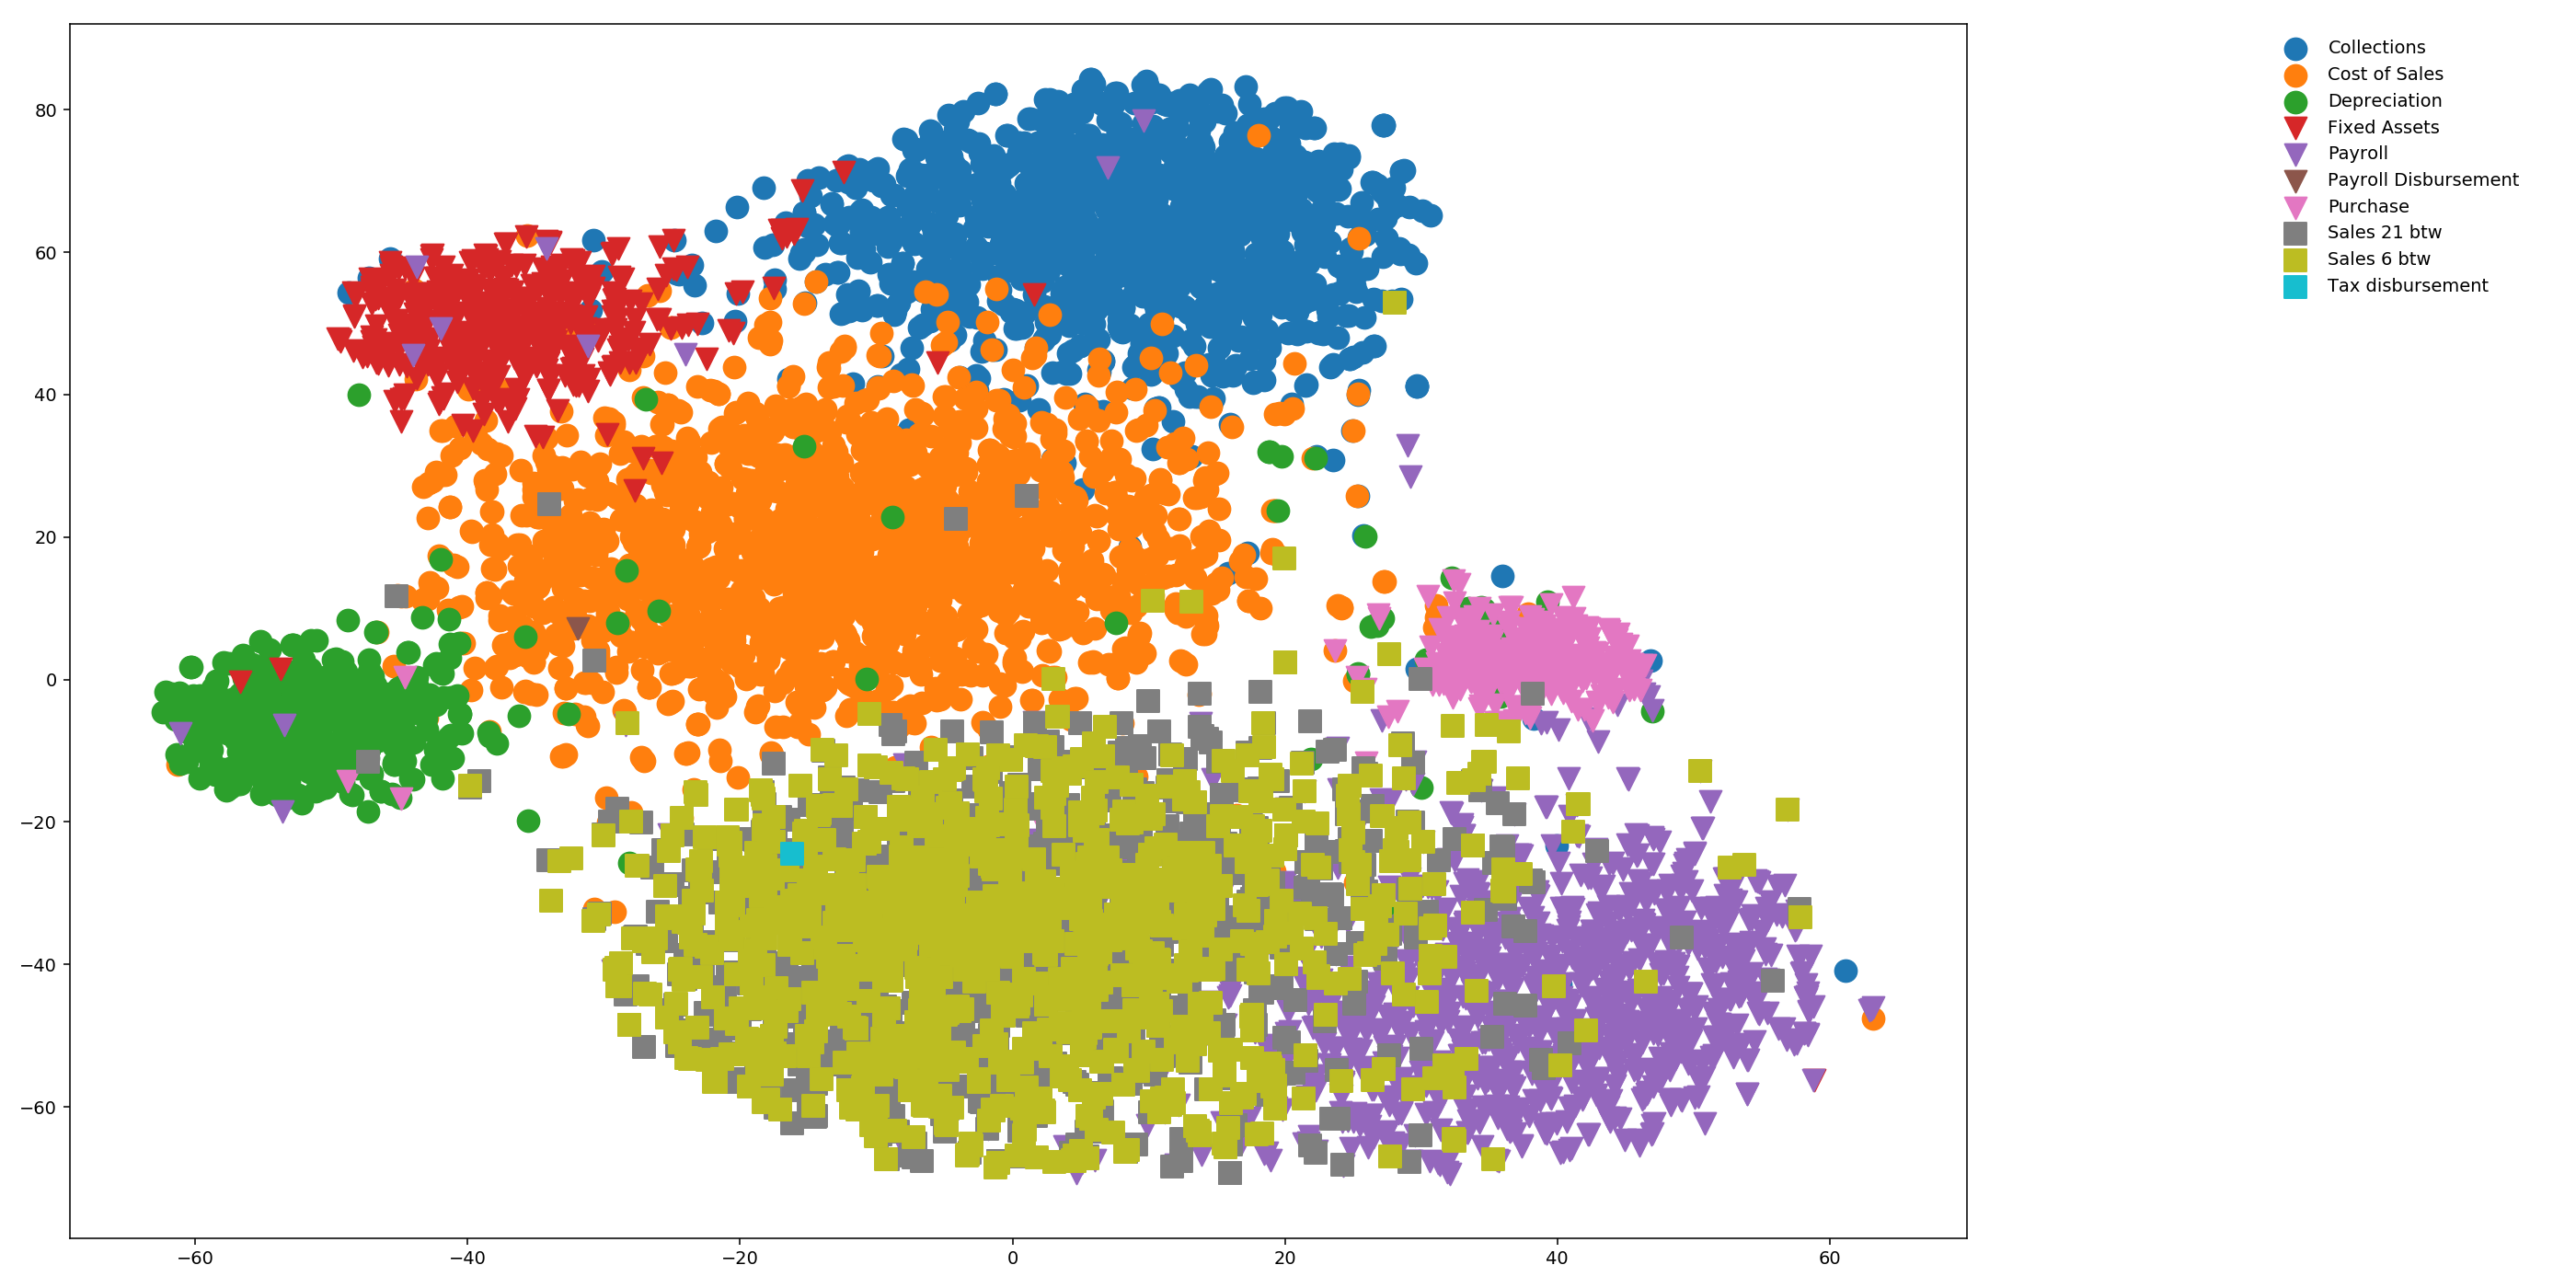 Collections
Cost of Sales
Depreciation
Fixed Assets
Payroll
Payroll Disbursement
Purchase
Sales 21 btw
Sales 6 btw
Tax disbursement
80
60
40
20
0
−20
−40
−60
−60 −40 −20 0 20 40 60